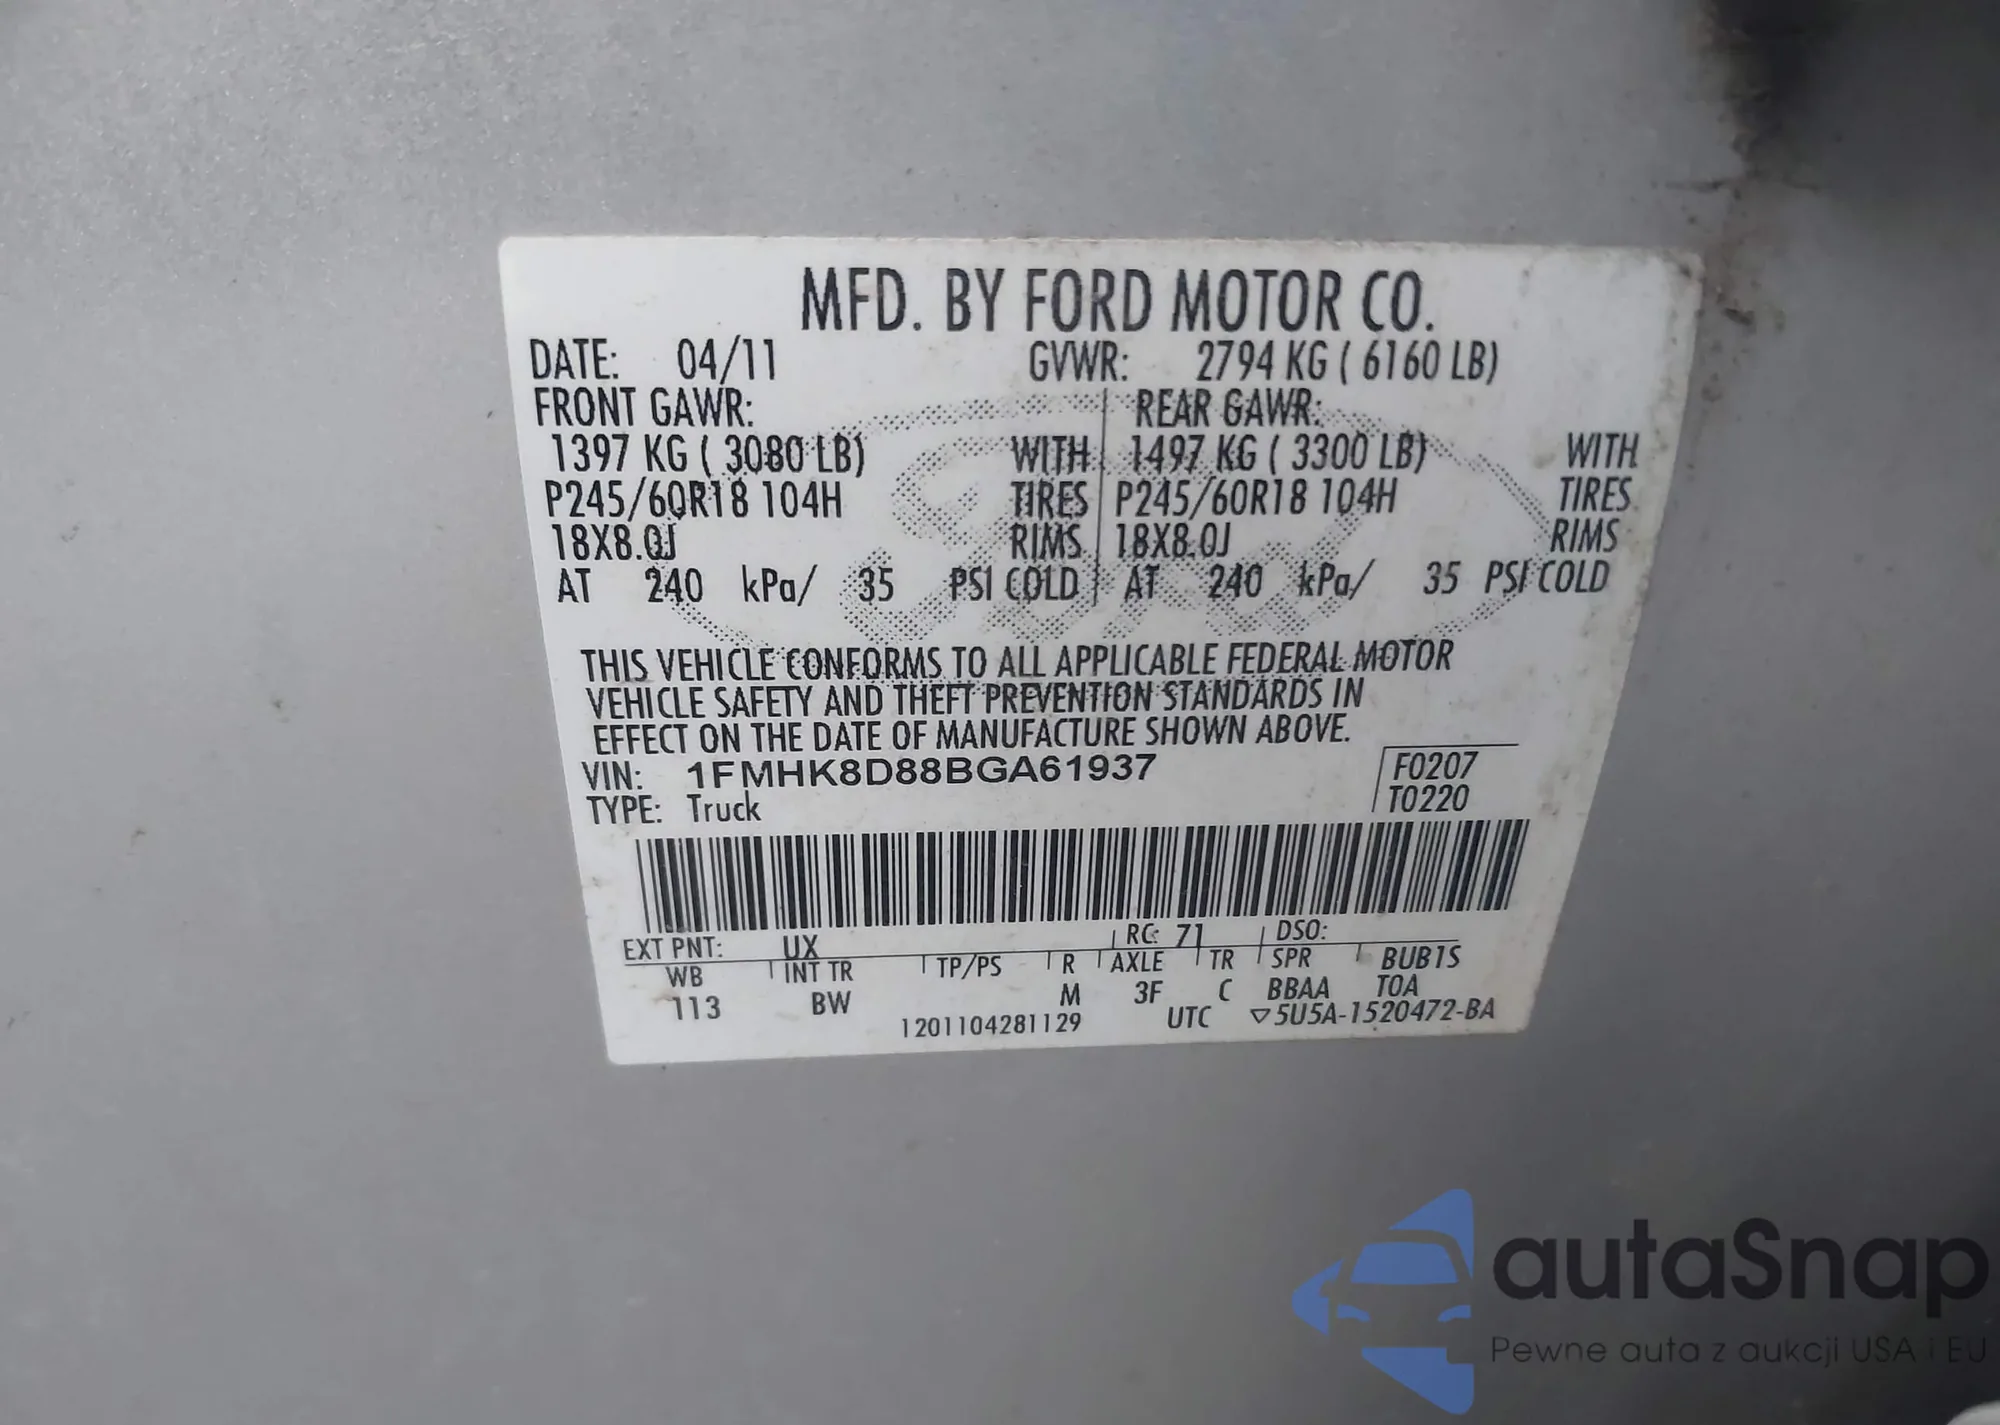 MFD. BY FORD MOTOR CO.
DATE: 04/11 GVWR: 2794 KG ( 6160 LB)
FRONT GAWR: REAR GAWR:
1397 KG ( 3080 LB) WITH 1497 KG ( 3300 LB) WITH
P245/60R18 104H TIRES P245/60R18 104H TIRES
18X8.0J RIMS 18X8.0J RIMS
AT 240 kPa/ 35 PSI COLD AT 240 kPa/ 35 PSI COLD
THIS VEHICLE CONFORMS TO ALL APPLICABLE FEDERAL MOTOR
VEHICLE SAFETY AND THEFT PREVENTION STANDARDS IN
EFFECT ON THE DATE OF MANUFACTURE SHOWN ABOVE.
VIN: 1FMHK8D88BGA61937 F0207
TYPE: Truck T0220
EXT PNT: UX RC: 71 DSO:
WB INT TR TP/PS R AXLE TR SPR BUB1S
113 BW M 3F C BBAA TOA
1201104281129 UTC ▽5U5A-1520472-BA
autaSnap
Pewne auta z aukcji USA i EU